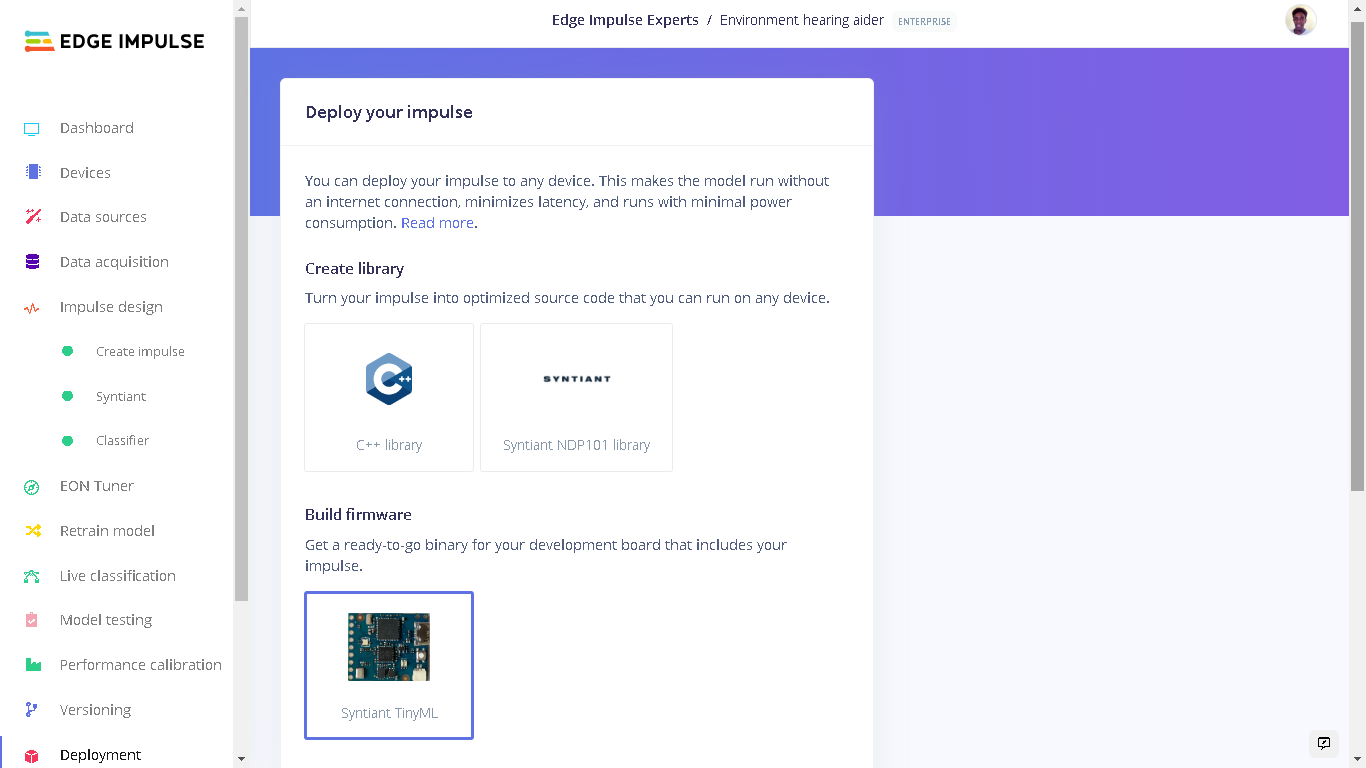 EDGE IMPULSE
Dashboard
Devices
Data sources
Data acquisition
Impulse design
Create impulse
Syntiant
Classifier
EON Tuner
Retrain model
Live classification
Model testing
Performance calibration
Versioning
Deployment
Edge Impulse Experts / Environment hearing aider ENTERPRISE
Deploy your impulse
You can deploy your impulse to any device. This makes the model run without
an internet connection, minimizes latency, and runs with minimal power
consumption. Read more.
Create library
Turn your impulse into optimized source code that you can run on any device.
C++
SYNTIANT
C++ library
Syntiant NDP101 library
Build firmware
Get a ready-to-go binary for your development board that includes your
impulse.
Syntiant TinyML